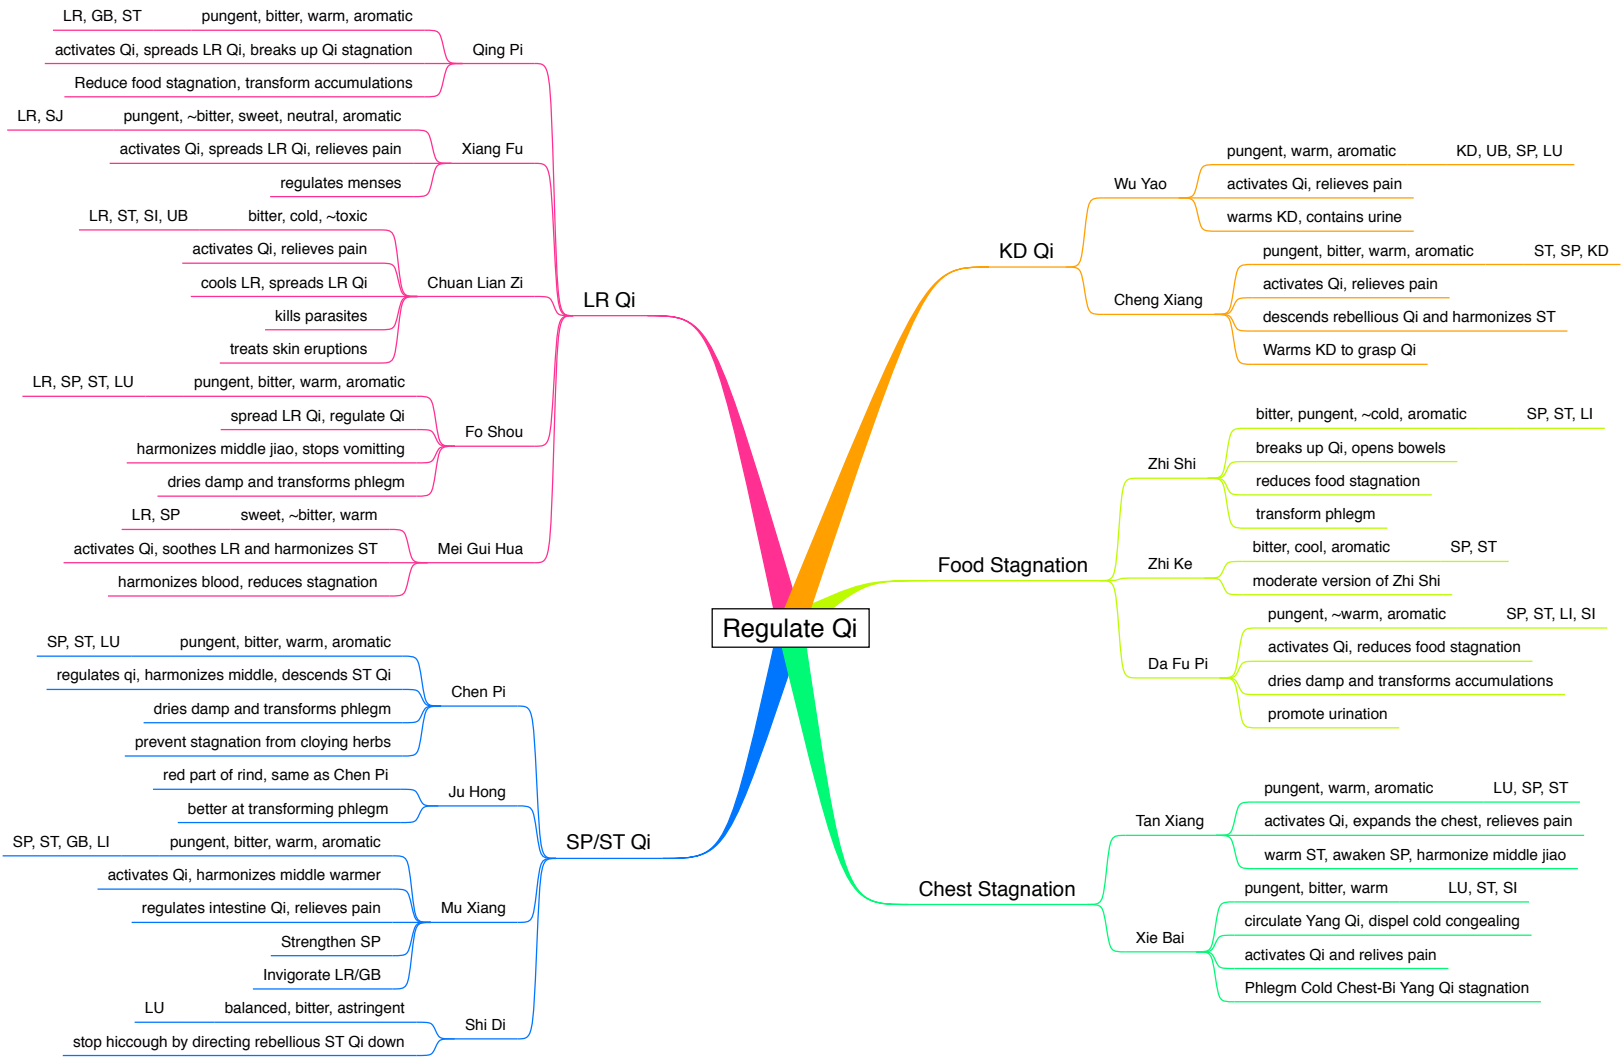 Regulate Qi
LR Qi
Qing Pi
pungent, bitter, warm, aromatic
LR, GB, ST
activates Qi, spreads LR Qi, breaks up Qi stagnation
Reduce food stagnation, transform accumulations
Xiang Fu
pungent, ~bitter, sweet, neutral, aromatic
LR, SJ
activates Qi, spreads LR Qi, relieves pain
regulates menses
Chuan Lian Zi
bitter, cold, ~toxic
LR, ST, SI, UB
activates Qi, relieves pain
cools LR, spreads LR Qi
kills parasites
treats skin eruptions
Fo Shou
pungent, bitter, warm, aromatic
LR, SP, ST, LU
spread LR Qi, regulate Qi
harmonizes middle jiao, stops vomitting
dries damp and transforms phlegm
Mei Gui Hua
sweet, ~bitter, warm
LR, SP
activates Qi, soothes LR and harmonizes ST
harmonizes blood, reduces stagnation
SP/ST Qi
Chen Pi
pungent, bitter, warm, aromatic
SP, ST, LU
regulates qi, harmonizes middle, descends ST Qi
dries damp and transforms phlegm
prevent stagnation from cloying herbs
Ju Hong
red part of rind, same as Chen Pi
better at transforming phlegm
Mu Xiang
pungent, bitter, warm, aromatic
SP, ST, GB, LI
activates Qi, harmonizes middle warmer
regulates intestine Qi, relieves pain
Strengthen SP
Invigorate LR/GB
Shi Di
balanced, bitter, astringent
LU
stop hiccough by directing rebellious ST Qi down
KD Qi
Wu Yao
pungent, warm, aromatic
KD, UB, SP, LU
activates Qi, relieves pain
warms KD, contains urine
Cheng Xiang
pungent, bitter, warm, aromatic
ST, SP, KD
activates Qi, relieves pain
descends rebellious Qi and harmonizes ST
Warms KD to grasp Qi
Food Stagnation
Zhi Shi
bitter, pungent, ~cold, aromatic
SP, ST, LI
breaks up Qi, opens bowels
reduces food stagnation
transform phlegm
Zhi Ke
bitter, cool, aromatic
SP, ST
moderate version of Zhi Shi
Da Fu Pi
pungent, ~warm, aromatic
SP, ST, LI, SI
activates Qi, reduces food stagnation
dries damp and transforms accumulations
promote urination
Chest Stagnation
Tan Xiang
pungent, warm, aromatic
LU, SP, ST
activates Qi, expands the chest, relieves pain
warm ST, awaken SP, harmonize middle jiao
Xie Bai
pungent, bitter, warm
LU, ST, SI
circulate Yang Qi, dispel cold congealing
activates Qi and relives pain
Phlegm Cold Chest-Bi Yang Qi stagnation